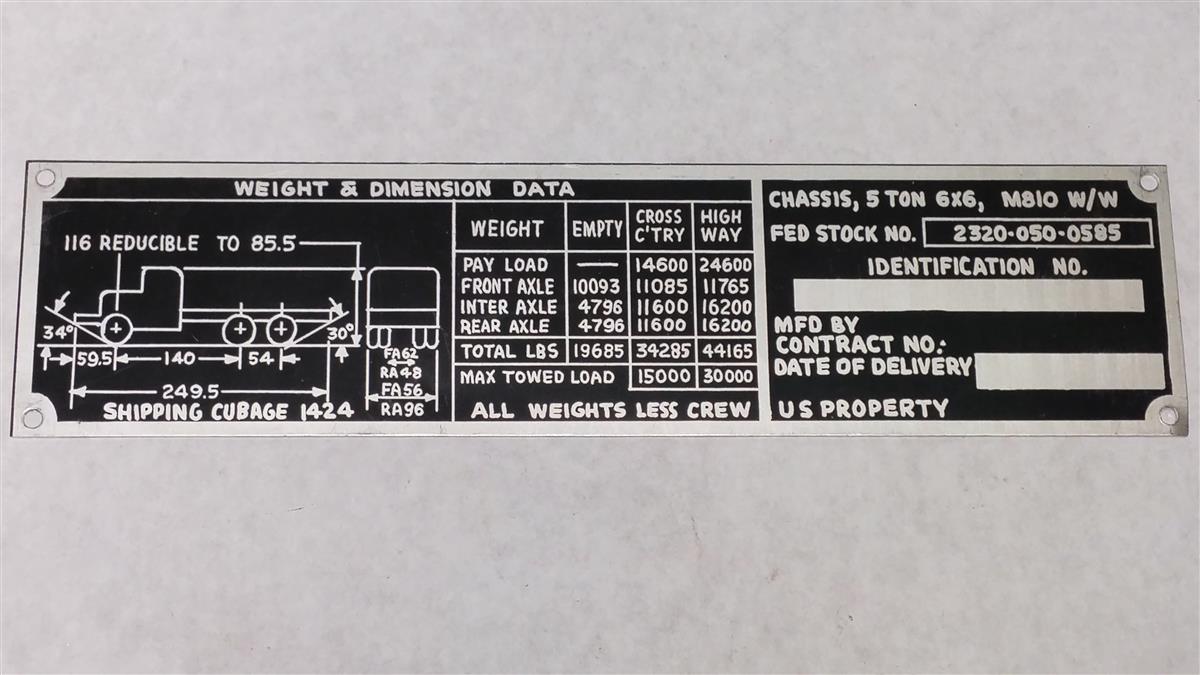 WEIGHT & DIMENSION DATA
116 REDUCIBLE TO 85.5
34°
30°
59.5
140
54
249.5
FA62
RA48
FA56
RA96
SHIPPING CUBAGE 1424
WEIGHT EMPTY CROSS C'TRY HIGH WAY
PAY LOAD — 14600 24600
FRONT AXLE 10093 11085 11765
INTER AXLE 4796 11600 16200
REAR AXLE 4796 11600 16200
TOTAL LBS 19685 34285 44165
MAX TOWED LOAD 15000 30000
ALL WEIGHTS LESS CREW
CHASSIS, 5 TON 6X6, M810 W/W
FED STOCK NO. 2320-050-0585
IDENTIFICATION NO.
MFD BY
CONTRACT NO.:
DATE OF DELIVERY
US PROPERTY